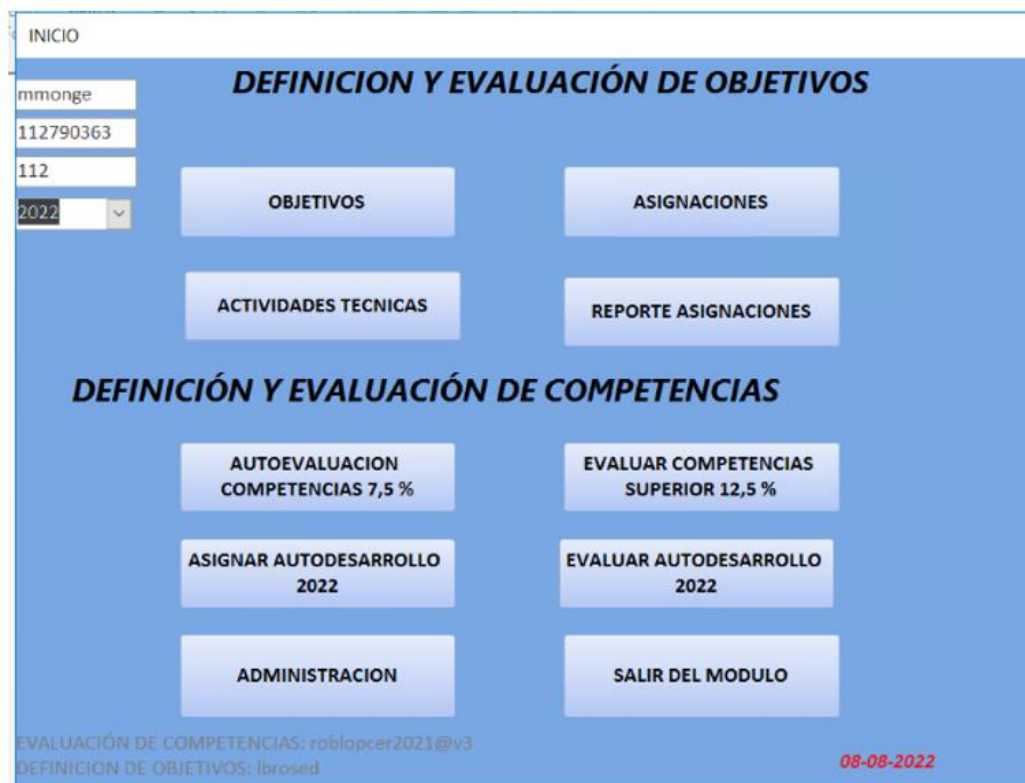 INICIO
DEFINICION Y EVALUACIÓN DE OBJETIVOS
mmonge
112790363
112
2022
OBJETIVOS
ASIGNACIONES
ACTIVIDADES TECNICAS
REPORTE ASIGNACIONES
DEFINICIÓN Y EVALUACIÓN DE COMPETENCIAS
AUTOEVALUACION
COMPETENCIAS 7,5 %
EVALUAR COMPETENCIAS
SUPERIOR 12,5 %
ASIGNAR AUTODESARROLLO
2022
EVALUAR AUTODESARROLLO
2022
ADMINISTRACION
SALIR DEL MODULO
EVALUACIÓN DE COMPETENCIAS: roblopcer2021@v3
DEFINICION DE OBJETIVOS: lbrosed
08-08-2022